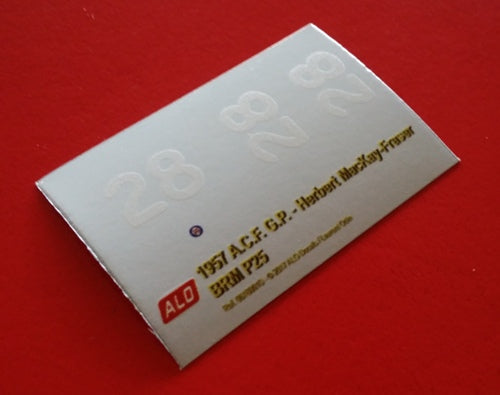 28 28 28
1957 A.C.F. G.P. - Herbert MacKay-Fraser
BRM P25
ALO